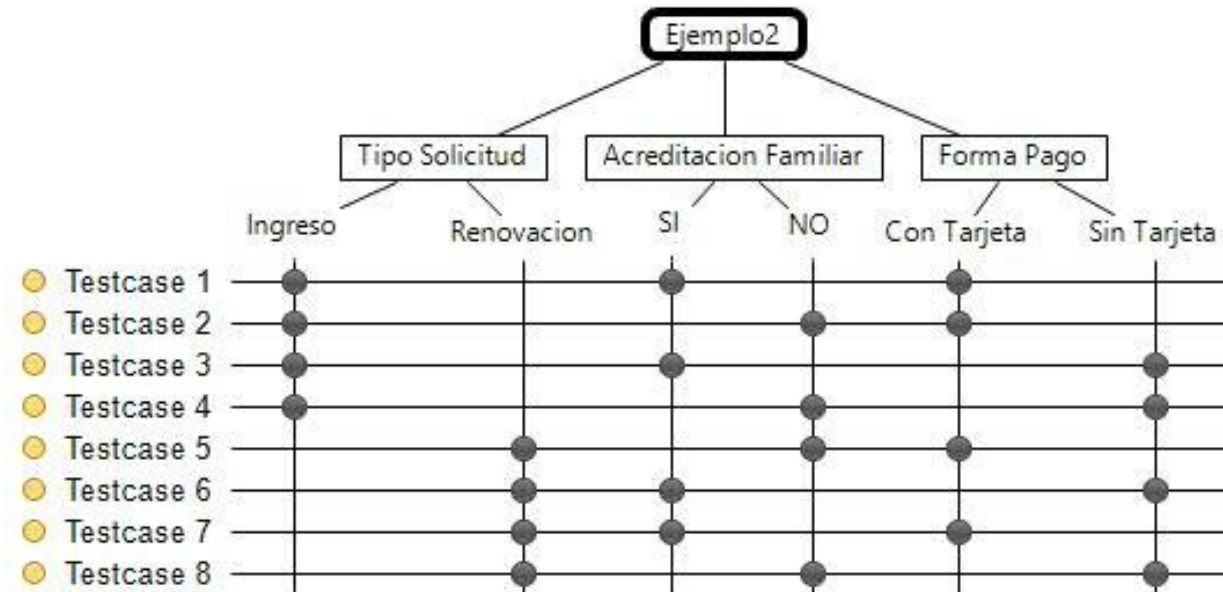 Ejemplo2
Tipo Solicitud Acreditacion Familiar Forma Pago
Ingreso Renovacion SI NO Con Tarjeta Sin Tarjeta
Testcase 1
Testcase 2
Testcase 3
Testcase 4
Testcase 5
Testcase 6
Testcase 7
Testcase 8